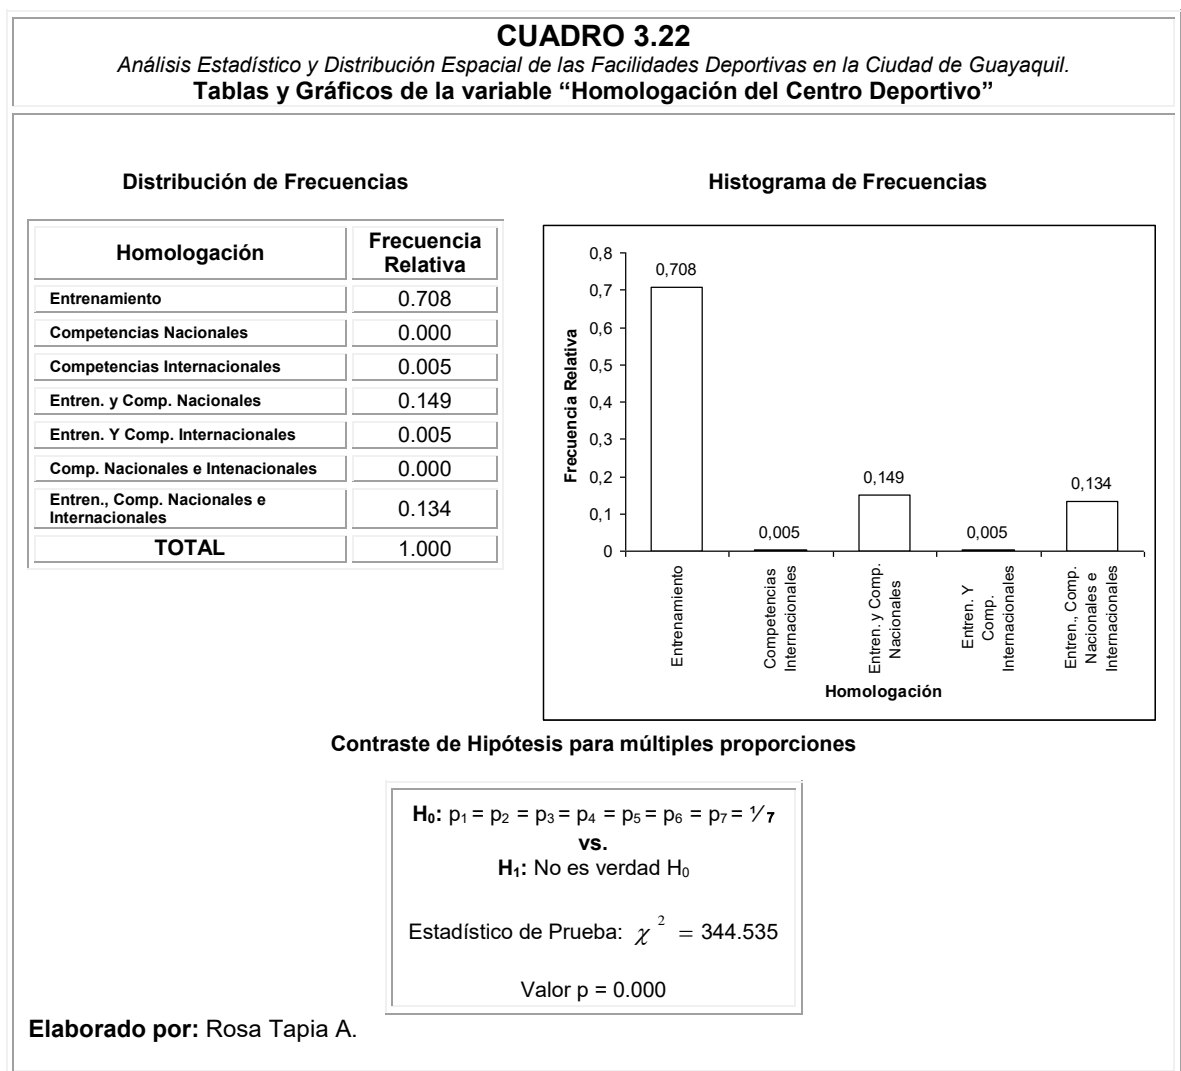 CUADRO 3.22
Análisis Estadístico y Distribución Espacial de las Facilidades Deportivas en la Ciudad de Guayaquil.
Tablas y Gráficos de la variable “Homologación del Centro Deportivo”
Distribución de Frecuencias
Homologación
Frecuencia
Relativa
Entrenamiento 0.708
Competencias Nacionales 0.000
Competencias Internacionales 0.005
Entren. y Comp. Nacionales 0.149
Entren. Y Comp. Internacionales 0.005
Comp. Nacionales e Intenacionales 0.000
Entren., Comp. Nacionales e
Internacionales 0.134
TOTAL 1.000
Histograma de Frecuencias
Frecuencia Relativa
0,8
0,7
0,6
0,5
0,4
0,3
0,2
0,1
0
0,708
0,005
0,149
0,005
0,134
Entrenamiento
Competencias
Internacionales
Entren. y Comp.
Nacionales
Entren. Y
Comp.
Internacionales
Entren., Comp.
Nacionales e
Internacionales
Homologación
Contraste de Hipótesis para múltiples proporciones
H₀: p₁ = p₂ = p₃ = p₄ = p₅ = p₆ = p₇ = ¹⁄₇
vs.
H₁: No es verdad H₀
Estadístico de Prueba: χ² = 344.535
Valor p = 0.000
Elaborado por: Rosa Tapia A.